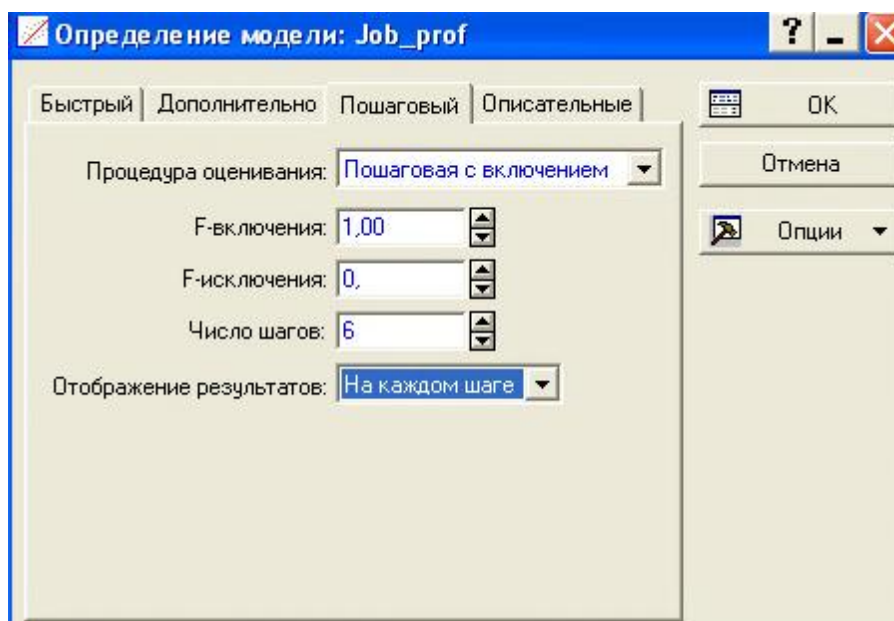 Определение модели: Job_prof
Быстрый Дополнительно Пошаговый Описательные
Процедура оценивания: Пошаговая с включением
F-включения: 1,00
F-исключения: 0,
Число шагов: 6
Отображение результатов: На каждом шаге
OK
Отмена
Опции